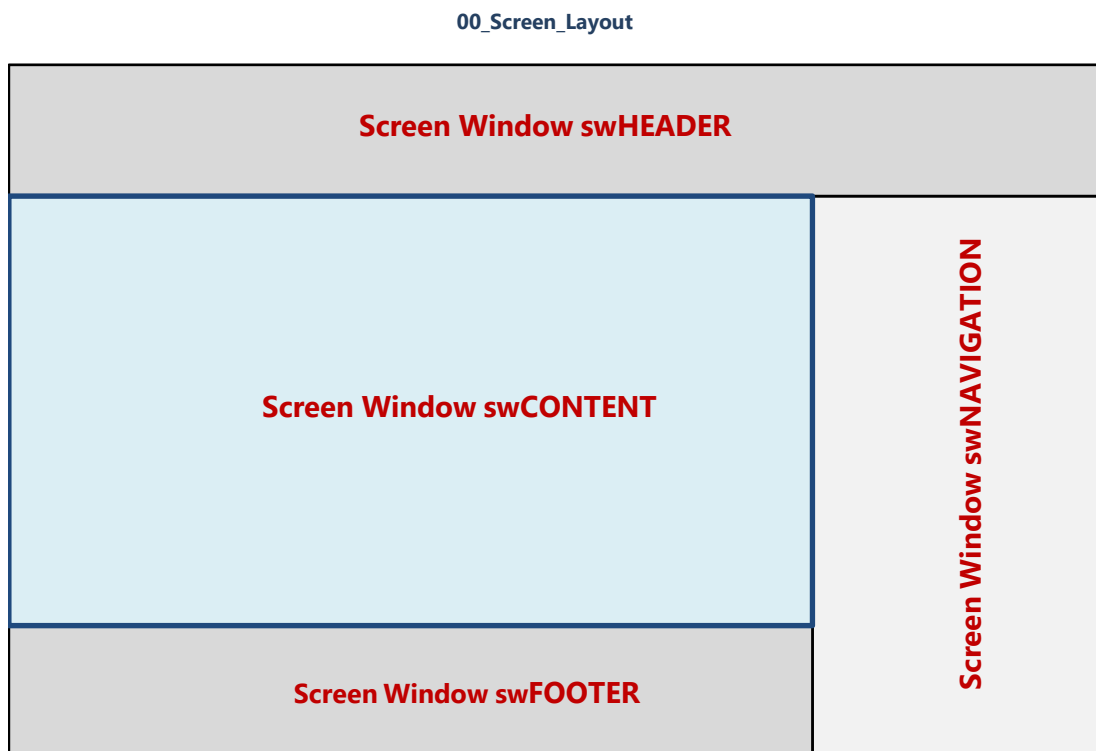 00_Screen_Layout
Screen Window swHEADER
Screen Window swCONTENT
Screen Window swNAVIGATION
Screen Window swFOOTER